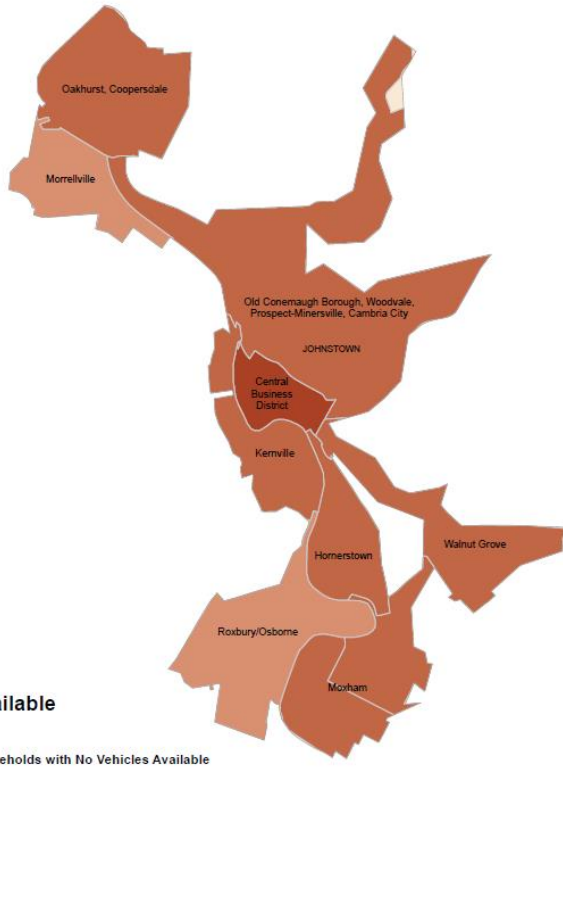 Oakhurst, Coopersdale
Morrellville
Old Conemaugh Borough, Woodvale,
Prospect-Minersville, Cambria City
JOHNSTOWN
Central
Business
District
Kernville
Hornerstown
Walnut Grove
Roxbury/Osborne
Moxham
ailable
eholds with No Vehicles Available